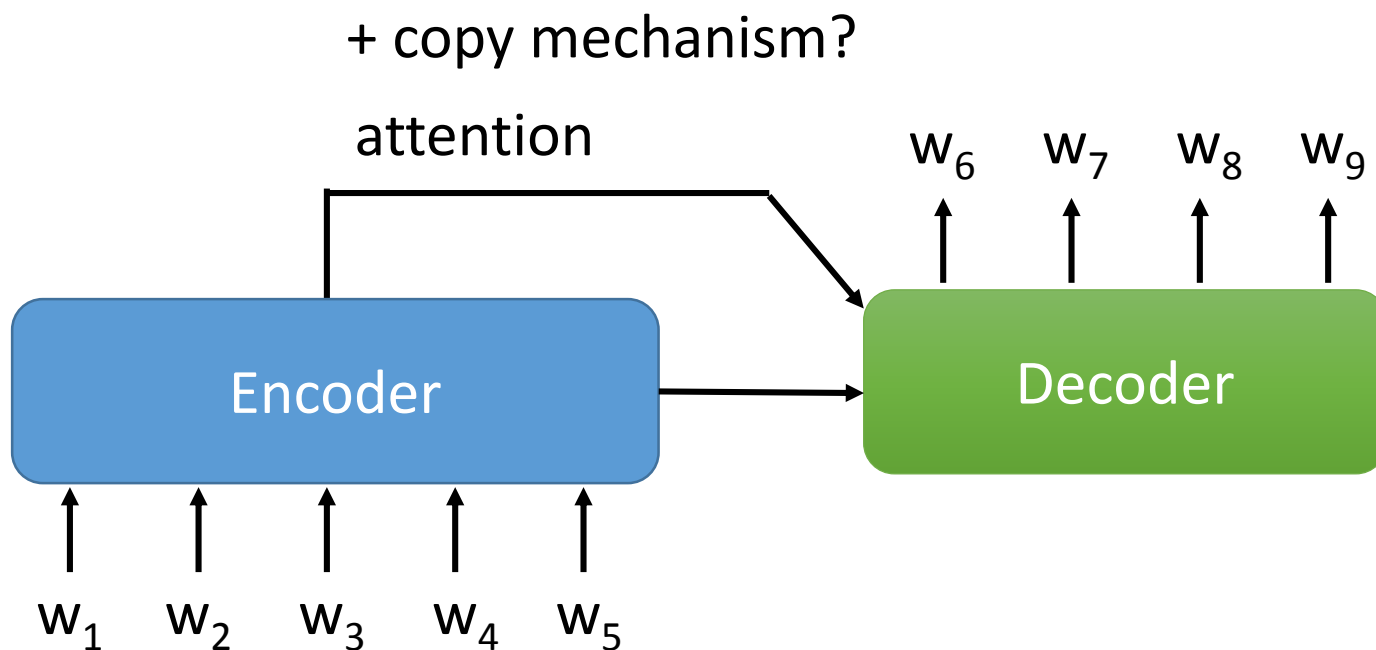 + copy mechanism?
attention
w₆ w₇ w₈ w₉
Encoder
Decoder
w₁ w₂ w₃ w₄ w₅